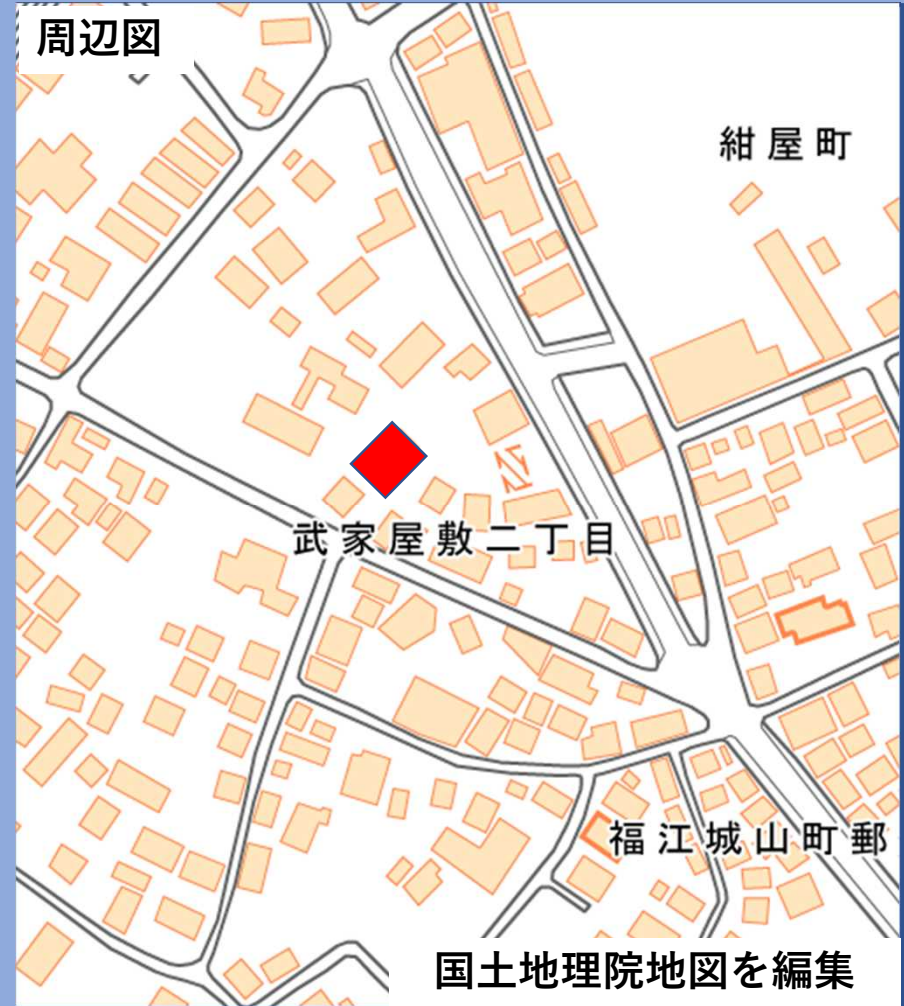 周辺図
紺屋町
武家屋敷二丁目
福江城山町郵
国土地理院地図を編集